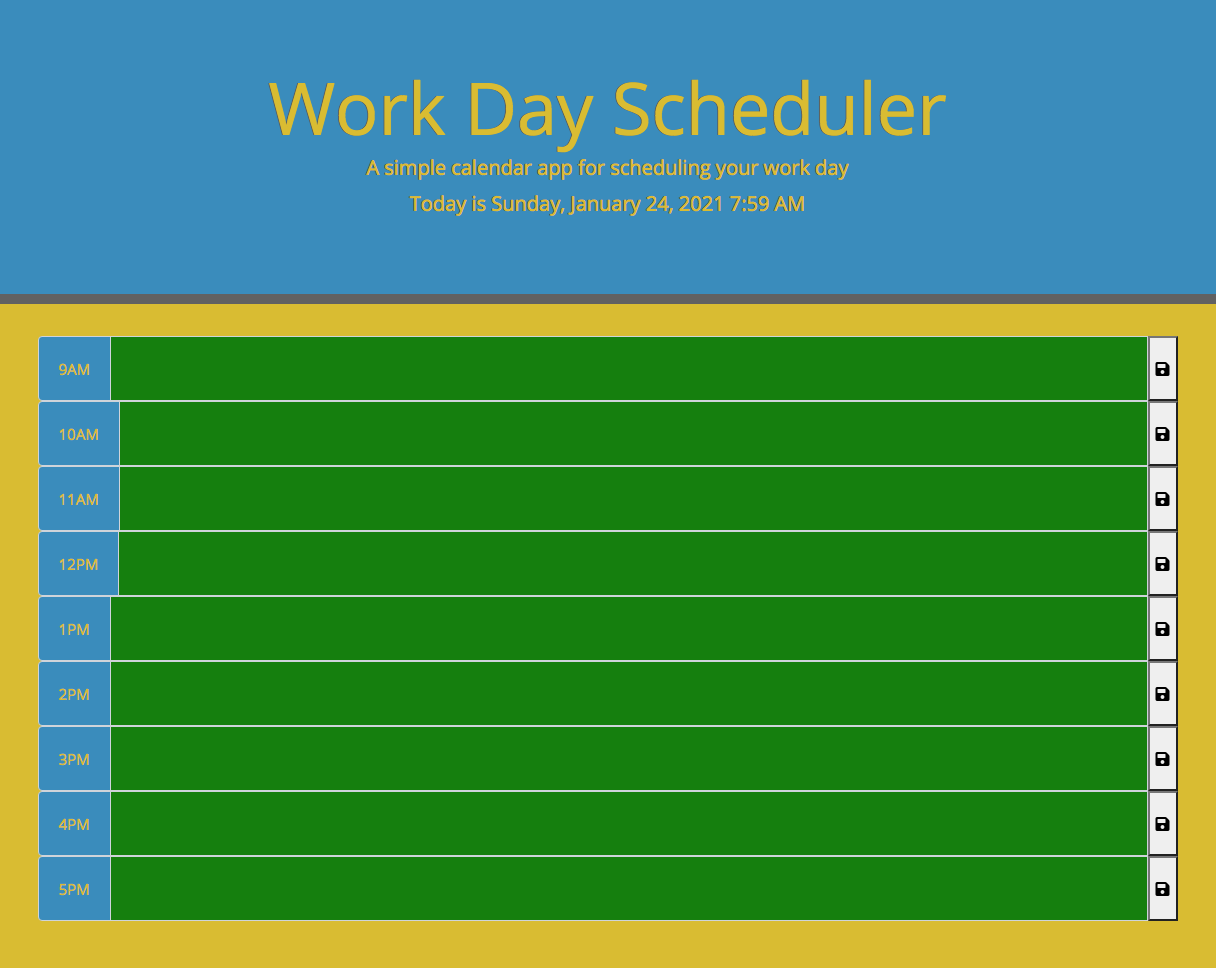 Work Day Scheduler
A simple calendar app for scheduling your work day
Today is Sunday, January 24, 2021 7:59 AM
9AM
10AM
11AM
12PM
1PM
2PM
3PM
4PM
5PM